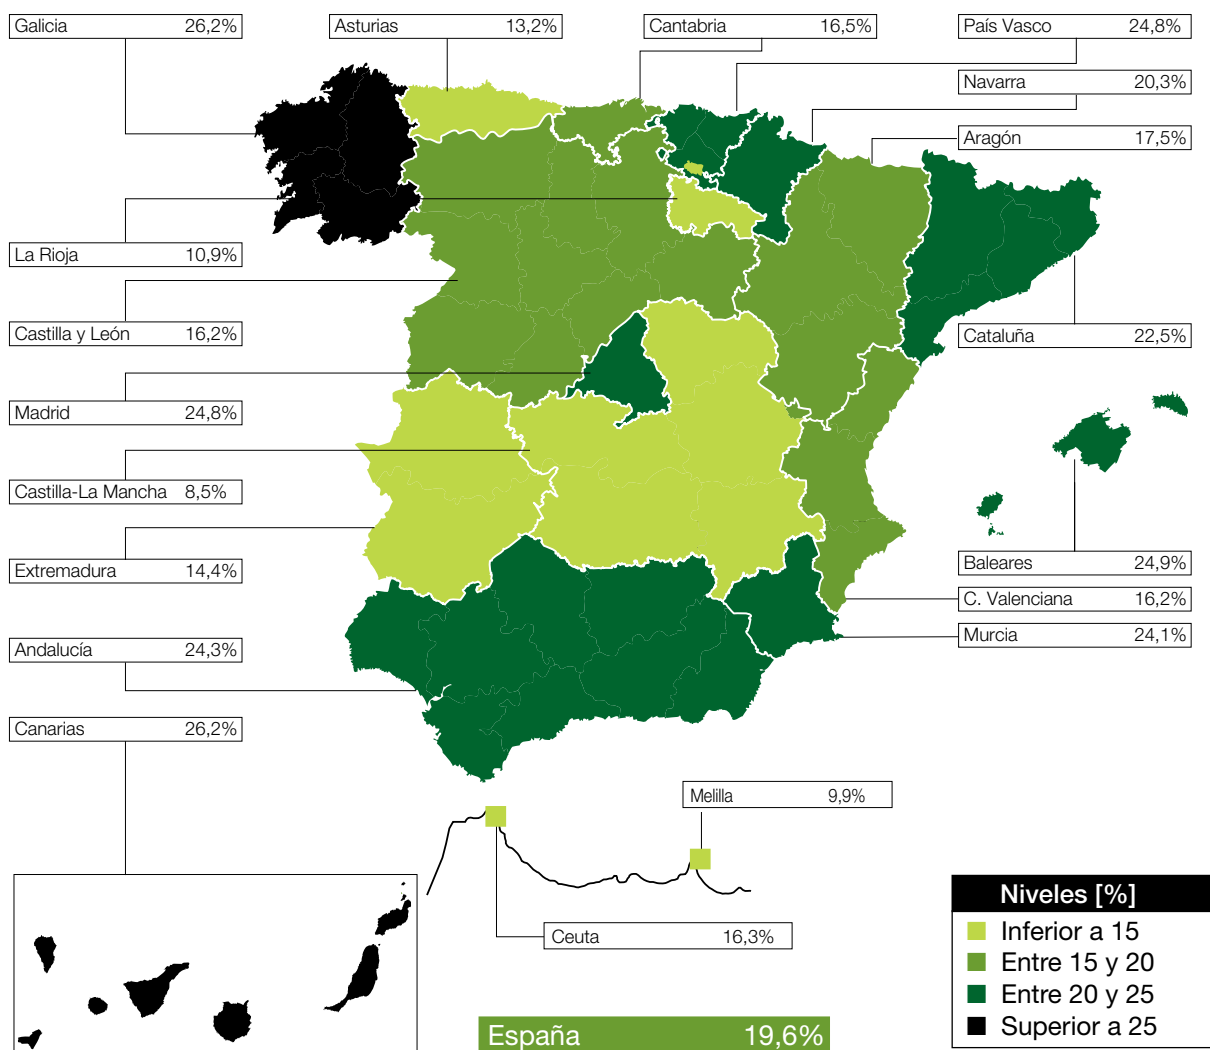 Galicia 26,2%
Asturias 13,2%
Cantabria 16,5%
País Vasco 24,8%
Navarra 20,3%
Aragón 17,5%
La Rioja 10,9%
Castilla y León 16,2%
Cataluña 22,5%
Madrid 24,8%
Castilla-La Mancha 8,5%
Extremadura 14,4%
Baleares 24,9%
C. Valenciana 16,2%
Murcia 24,1%
Andalucía 24,3%
Canarias 26,2%
Melilla 9,9%
Ceuta 16,3%
Niveles [%]
Inferior a 15
Entre 15 y 20
Entre 20 y 25
Superior a 25
España 19,6%